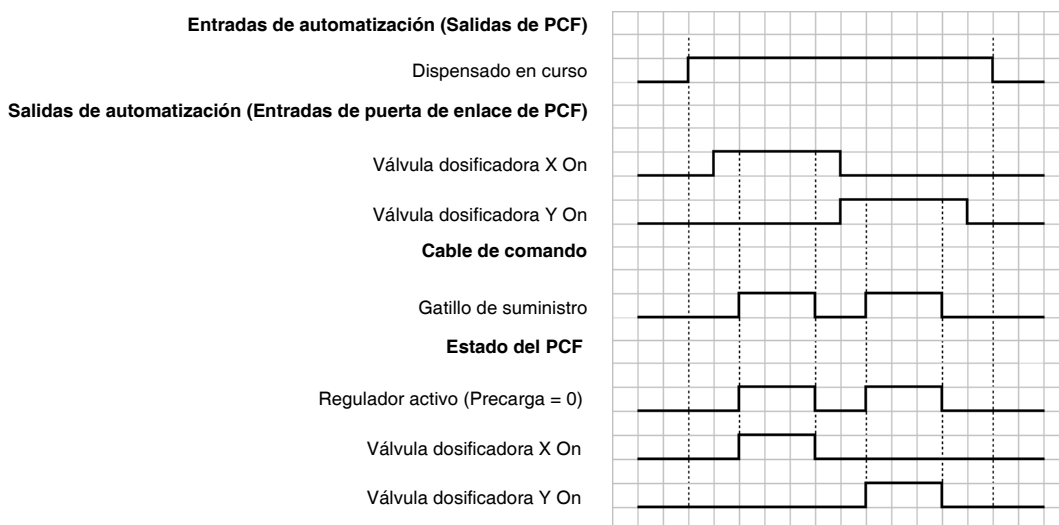 Entradas de automatización (Salidas de PCF)
Dispensado en curso
Salidas de automatización (Entradas de puerta de enlace de PCF)
Válvula dosificadora X On
Válvula dosificadora Y On
Cable de comando
Gatillo de suministro
Estado del PCF
Regulador activo (Precarga = 0)
Válvula dosificadora X On
Válvula dosificadora Y On